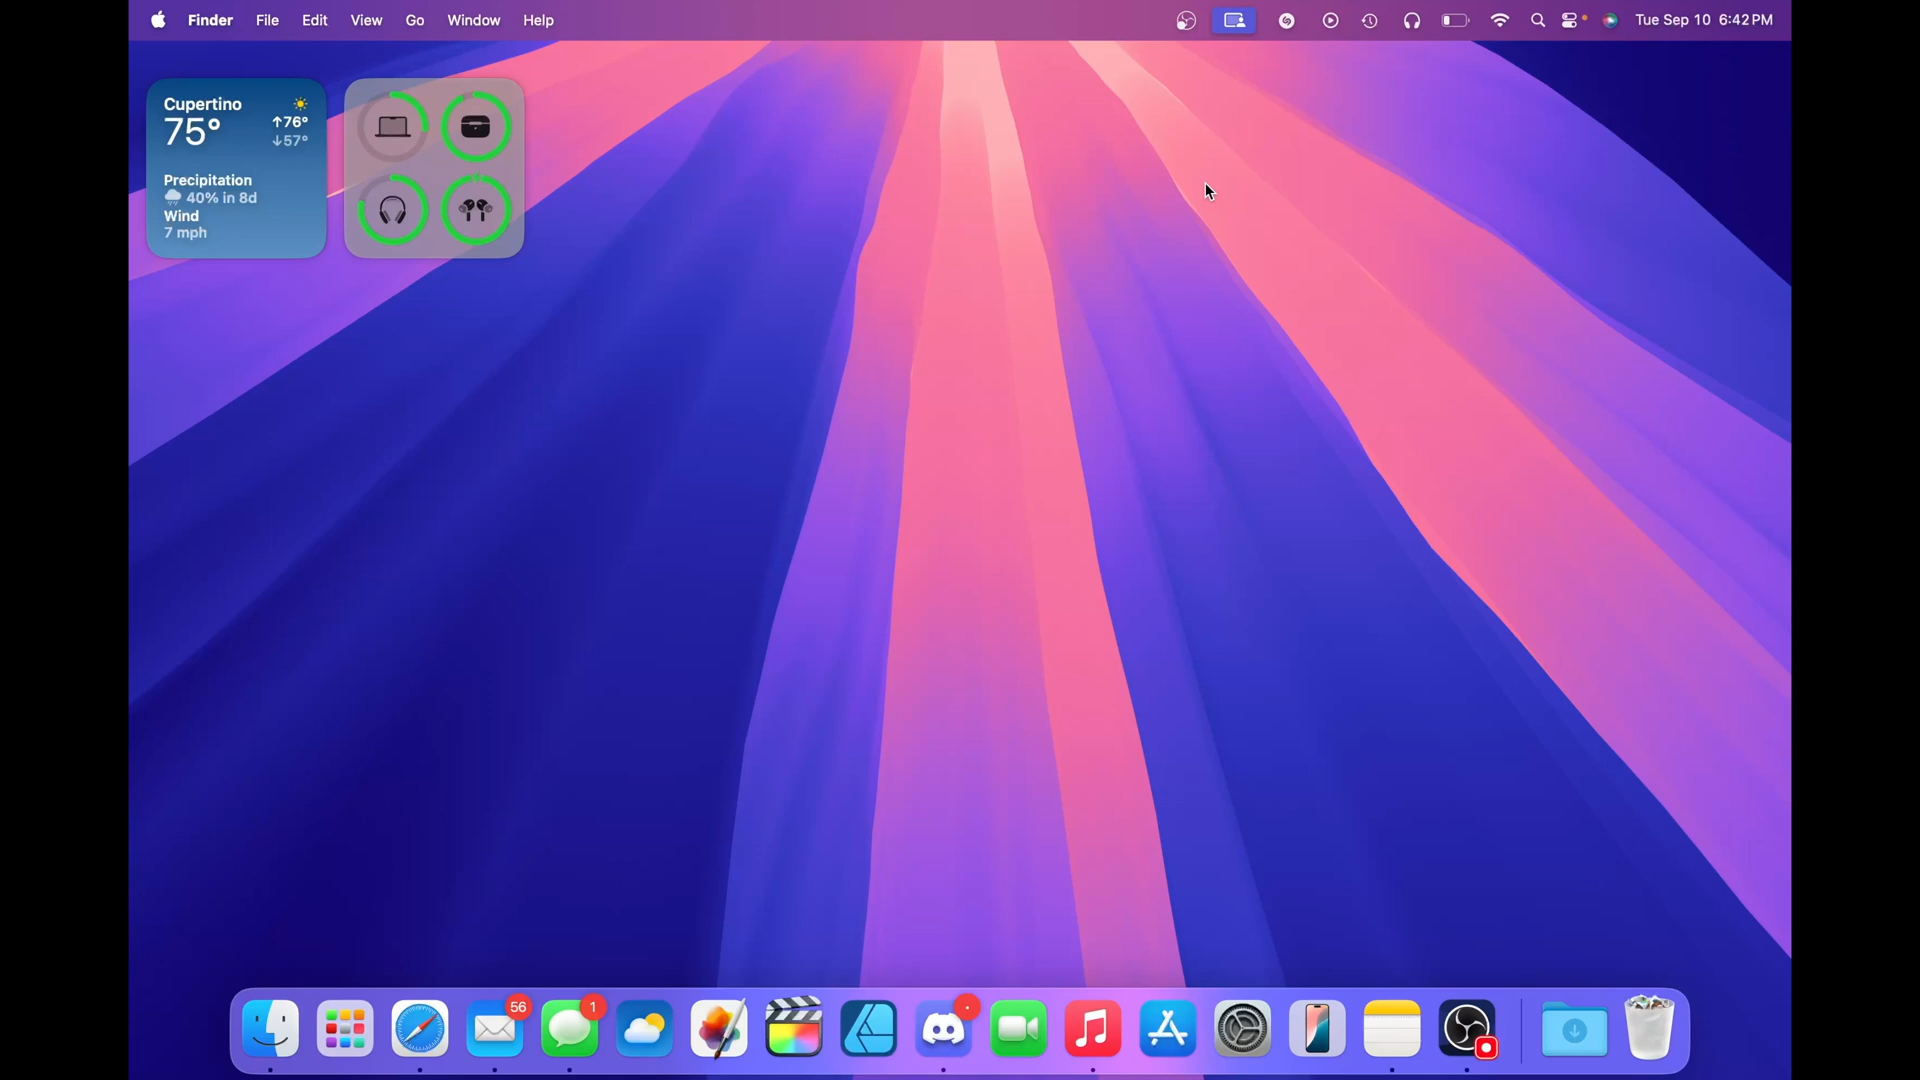 Finder File Edit View Go Window Help
Tue Sep 10 6:42 PM
Cupertino
75°
↑76°
↓57°
Precipitation
40% in 8d
Wind
7 mph
56
1